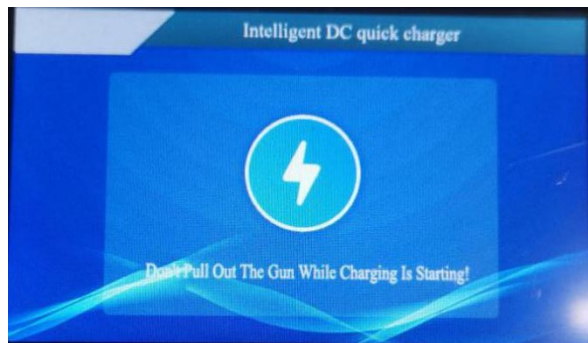 Intelligent DC quick charger
Don't Pull Out The Gun While Charging Is Starting!